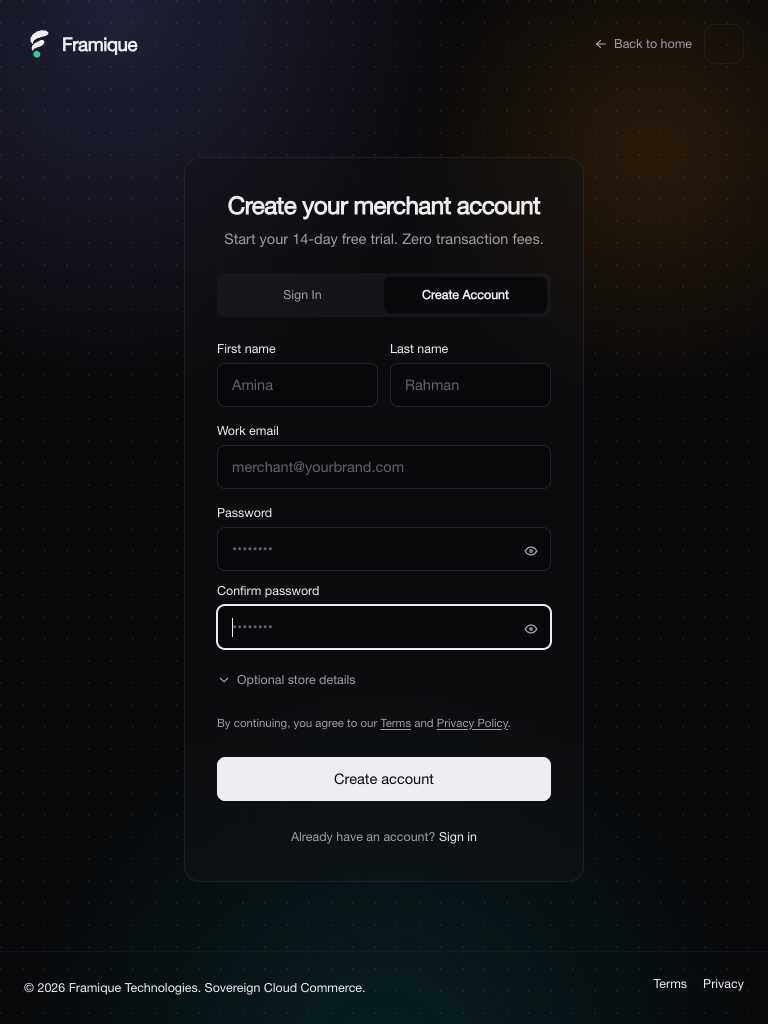 Framique
Back to home
Create your merchant account
Start your 14-day free trial. Zero transaction fees.
Sign In
Create Account
First name
Last name
Amina
Rahman
Work email
merchant@yourbrand.com
Password
••••••••
Confirm password
••••••••
Optional store details
By continuing, you agree to our Terms and Privacy Policy.
Create account
Already have an account? Sign in
© 2026 Framique Technologies. Sovereign Cloud Commerce.
Terms
Privacy